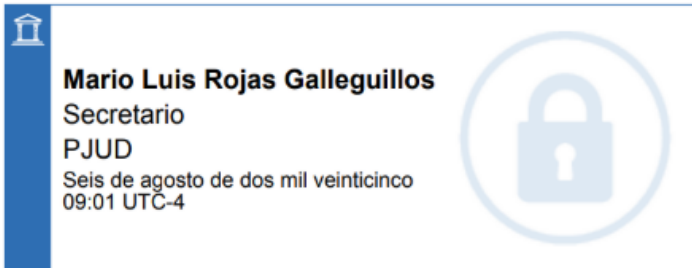 Mario Luis Rojas Galleguillos
Secretario
PJUD
Seis de agosto de dos mil veinticinco
09:01 UTC-4